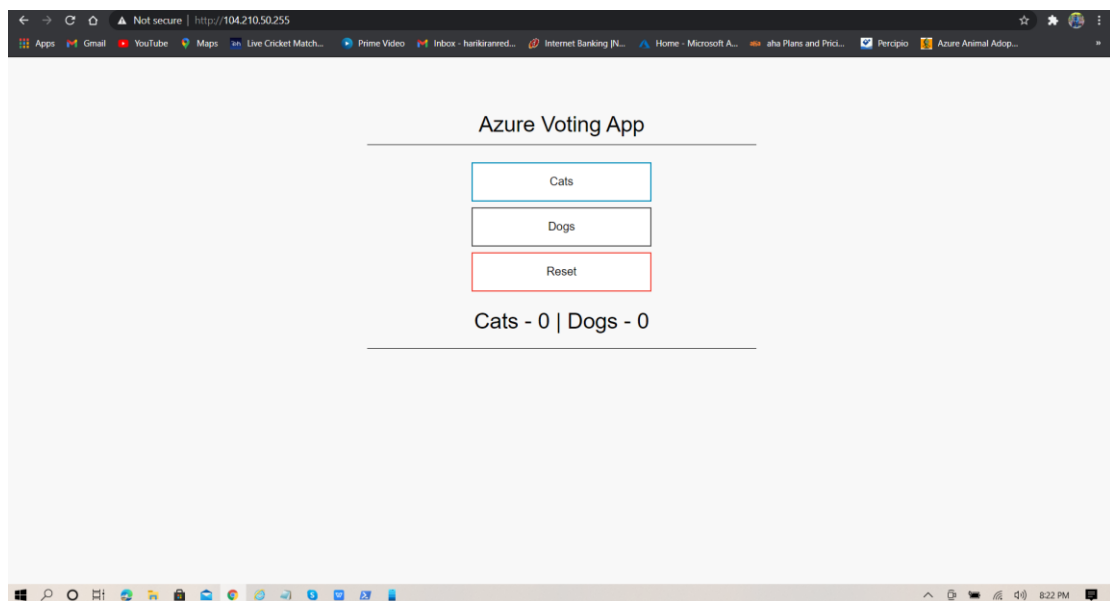 Not secure | http://104.210.50.255
Apps Gmail YouTube Maps Live Cricket Match... Prime Video Inbox - harikiranred... Internet Banking |N... Home - Microsoft A... aha Plans and Prici... Percipio Azure Animal Adop... »
Azure Voting App
Cats
Dogs
Reset
Cats - 0 | Dogs - 0
8:22 PM